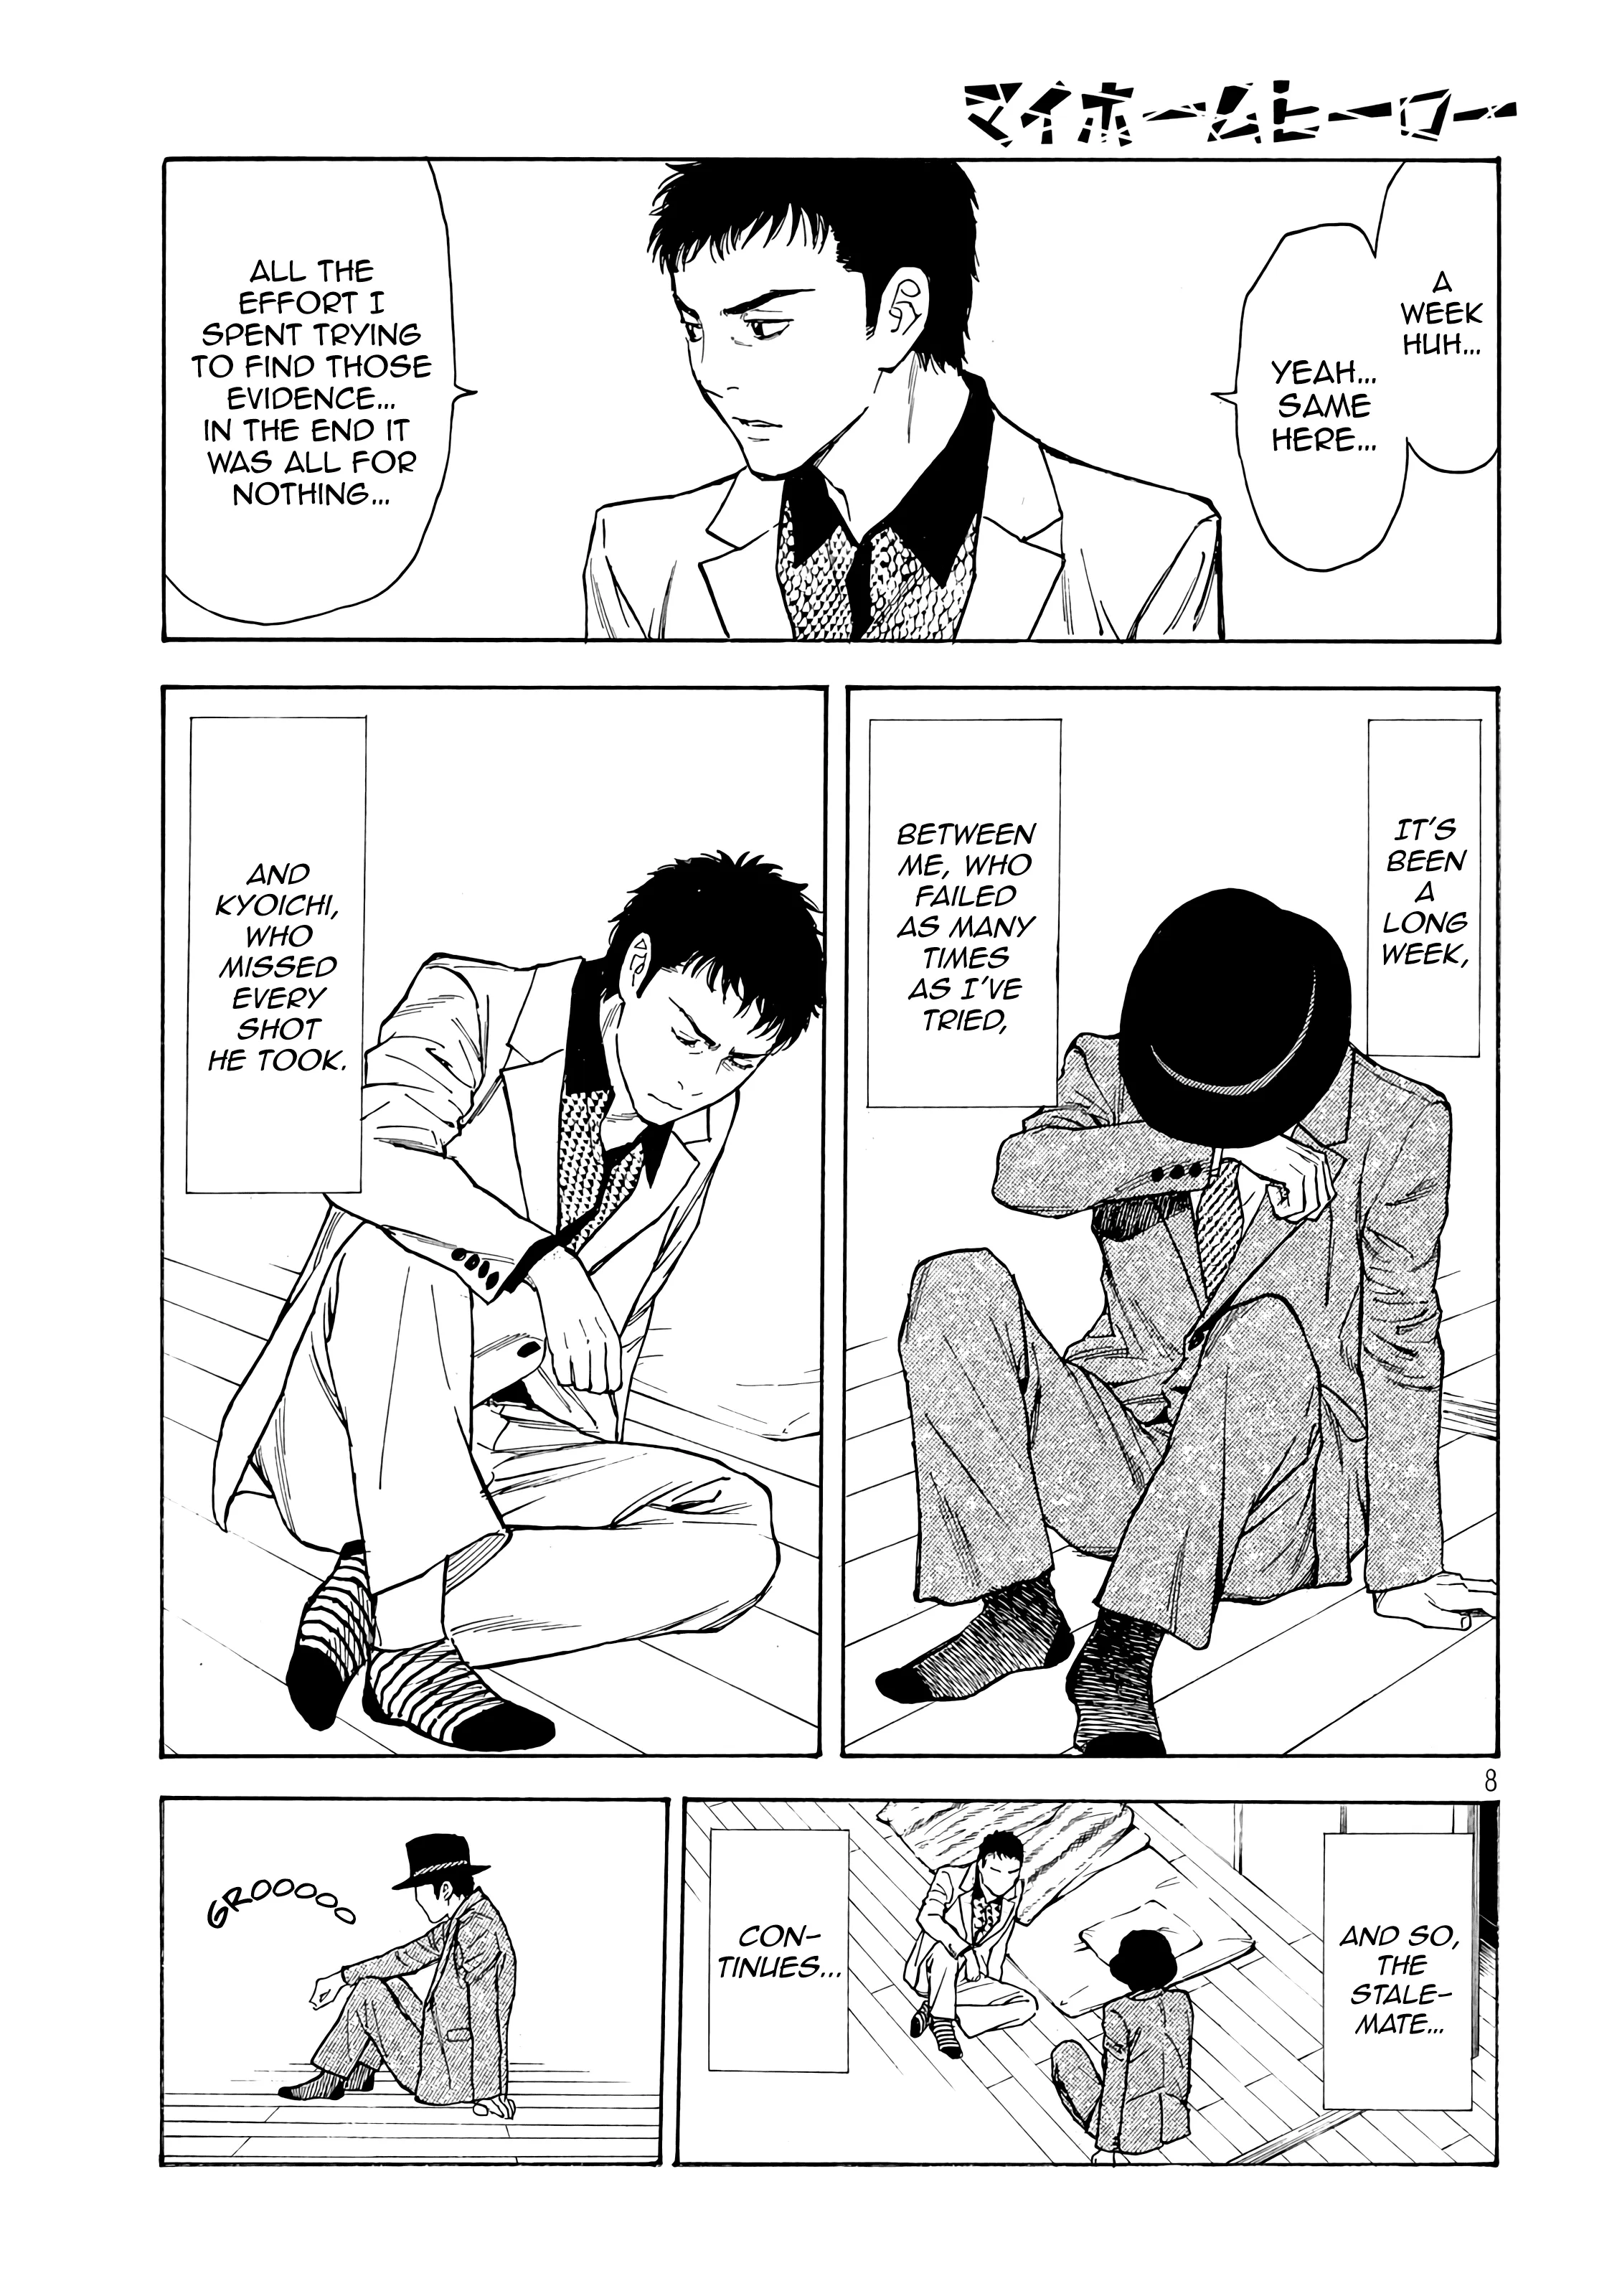 マイホームヒーロー
A
WEEK
HUH...
YEAH...
SAME
HERE...
ALL THE
EFFORT I
SPENT TRYING
TO FIND THOSE
EVIDENCE...
IN THE END IT
WAS ALL FOR
NOTHING...
IT'S
BEEN
A
LONG
WEEK,
BETWEEN
ME, WHO
FAILED
AS MANY
TIMES
AS I'VE
TRIED,
AND
KYOICHI,
WHO
MISSED
EVERY
SHOT
HE TOOK.
8
AND SO,
THE
STALE-
MATE...
CON-
TINUES...
GROOOOO